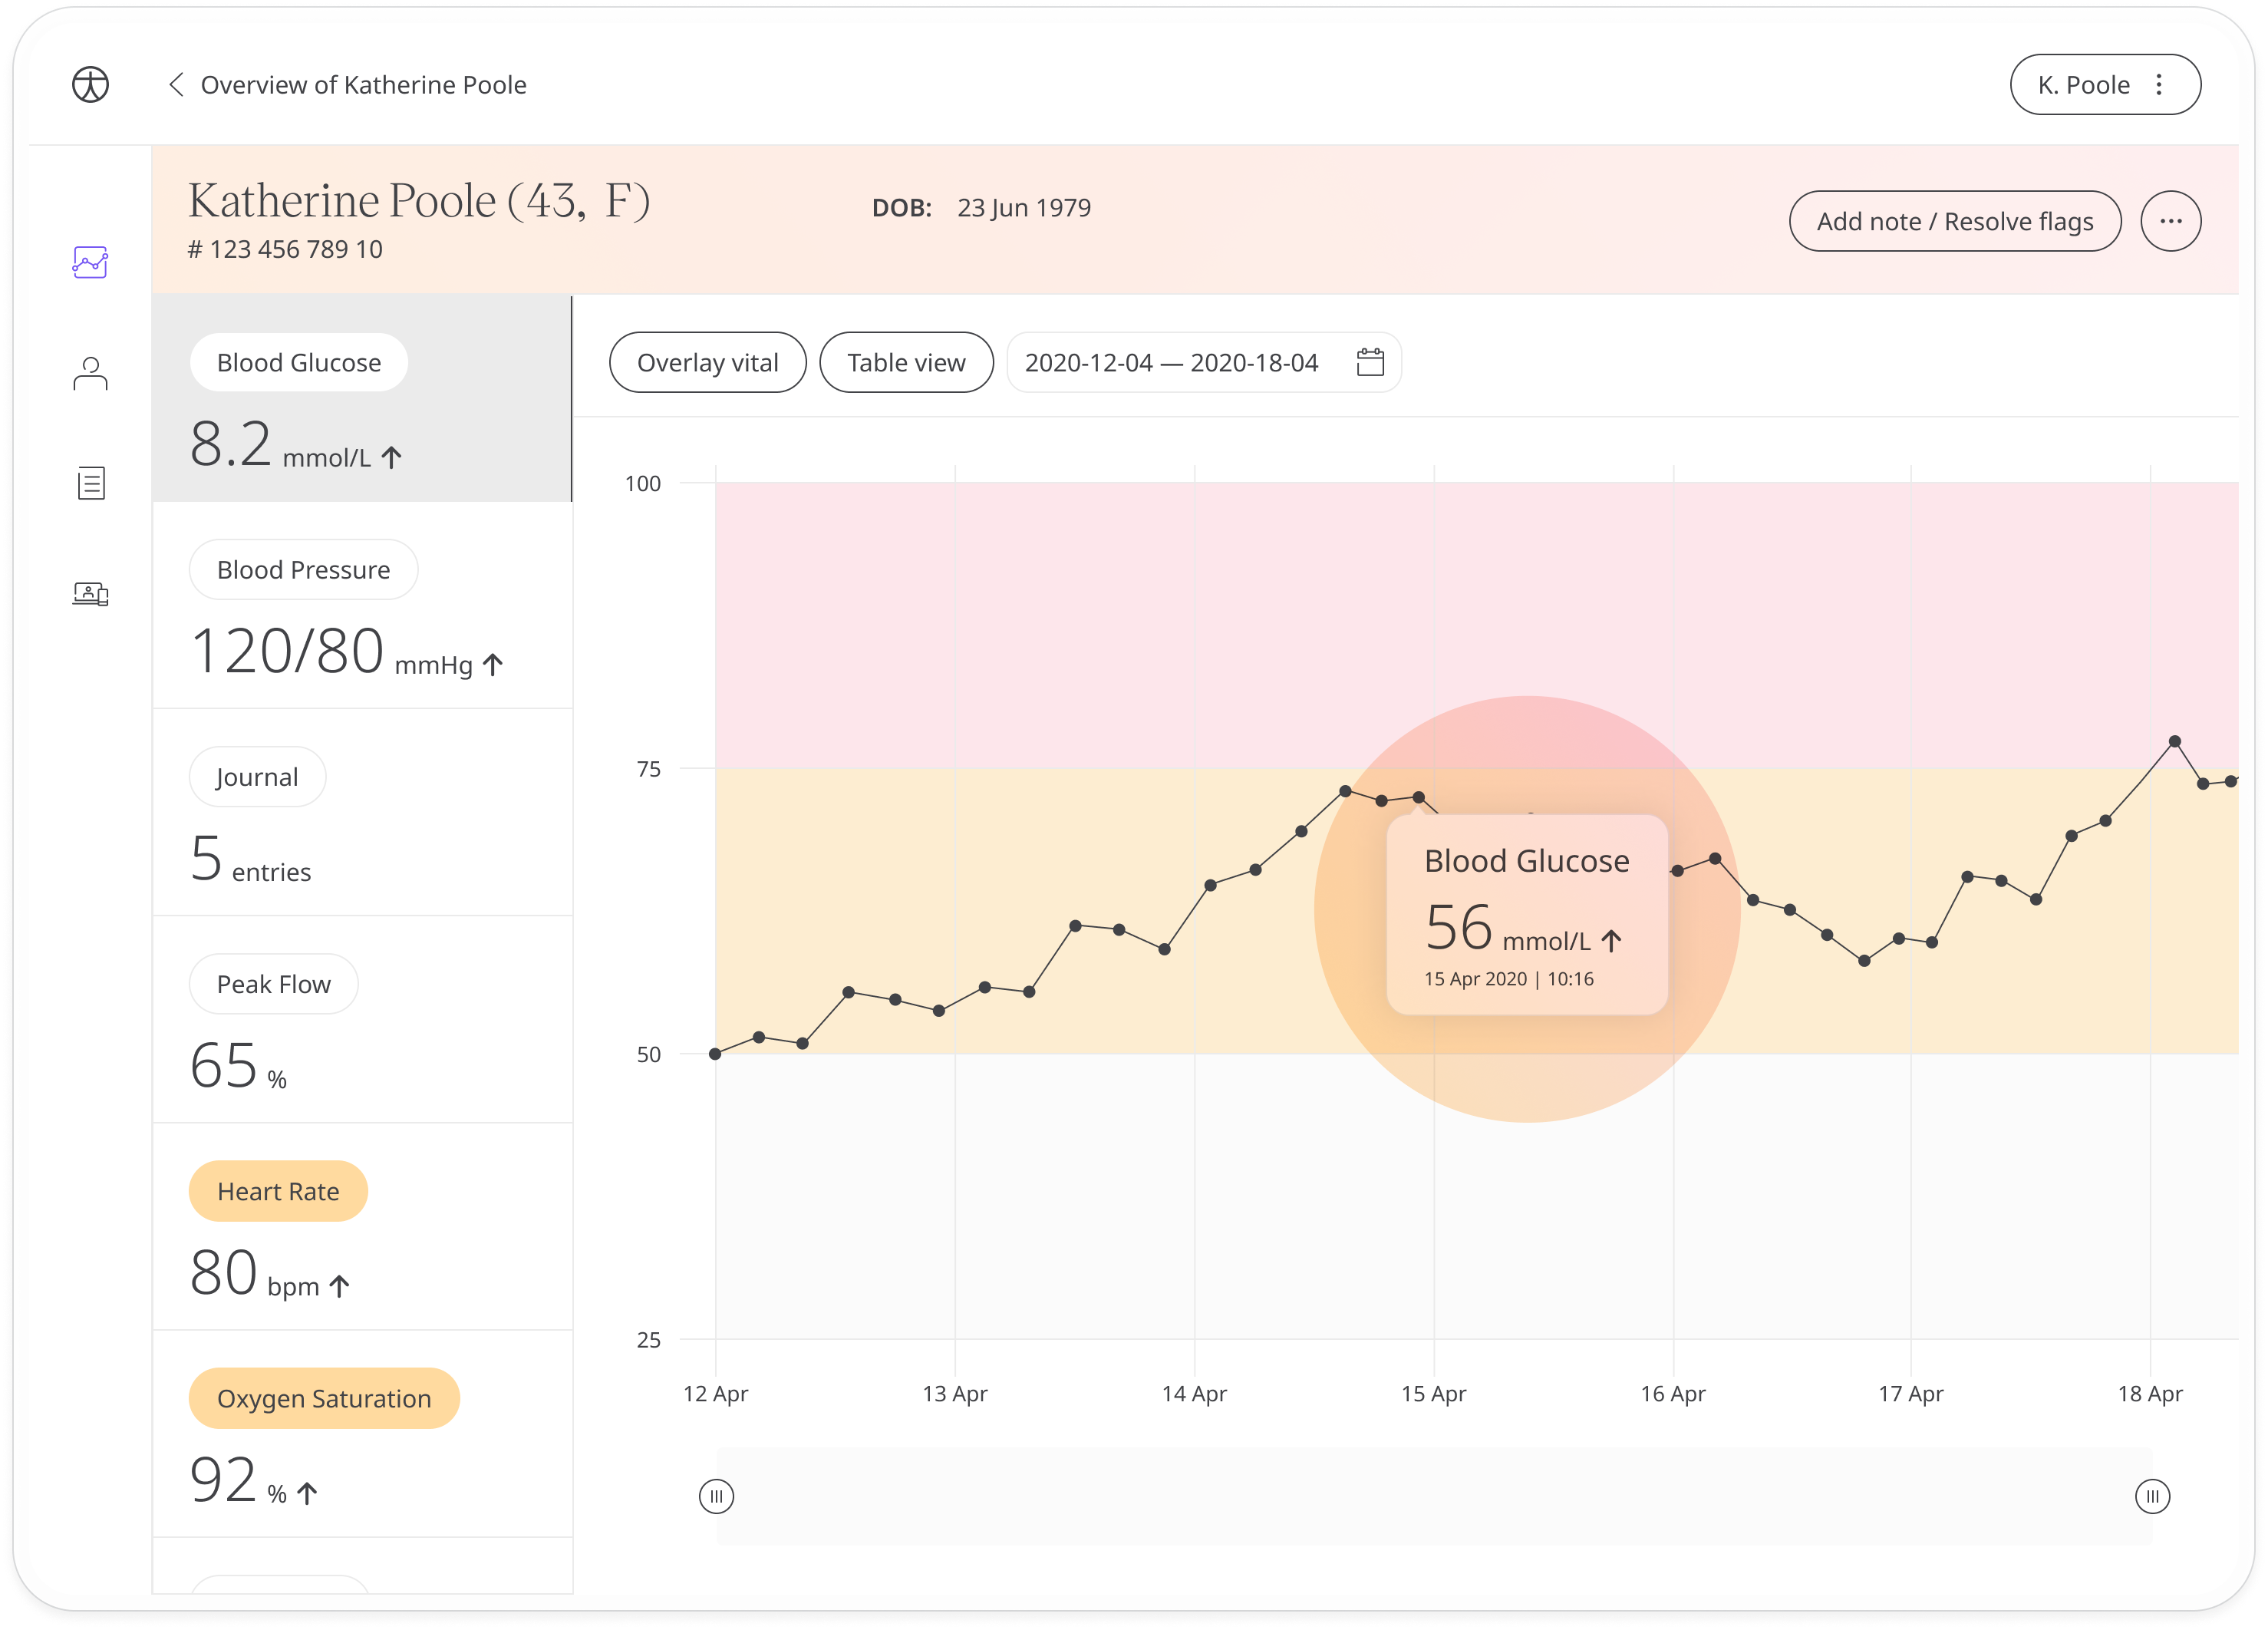 Overview of Katherine Poole
K. Poole
Katherine Poole (43, F)
# 123 456 789 10
DOB: 23 Jun 1979
Add note / Resolve flags
Blood Glucose
8.2 mmol/L ↑
Blood Pressure
120/80 mmHg ↑
Journal
5 entries
Peak Flow
65 %
Heart Rate
80 bpm ↑
Oxygen Saturation
92 % ↑
Overlay vital
Table view
2020-12-04 — 2020-18-04
100
75
50
25
Blood Glucose
56 mmol/L ↑
15 Apr 2020 | 10:16
12 Apr
13 Apr
14 Apr
15 Apr
16 Apr
17 Apr
18 Apr